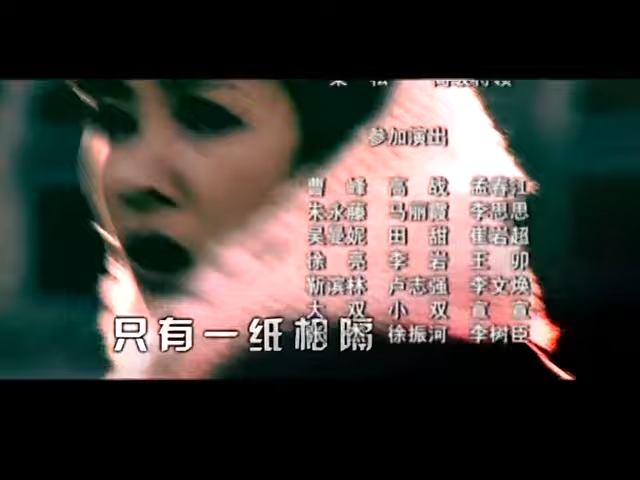 参加演出
曹 峰 高 战 孟春江
朱永藤 马丽霞 李思思
吴曼妮 田 甜 崔岩超
徐 亮 李 岩 王 卯
靳滨林 卢志强 李文焕
大 双 小 双 宣 宣
徐振河 李树臣
只有一纸相隔